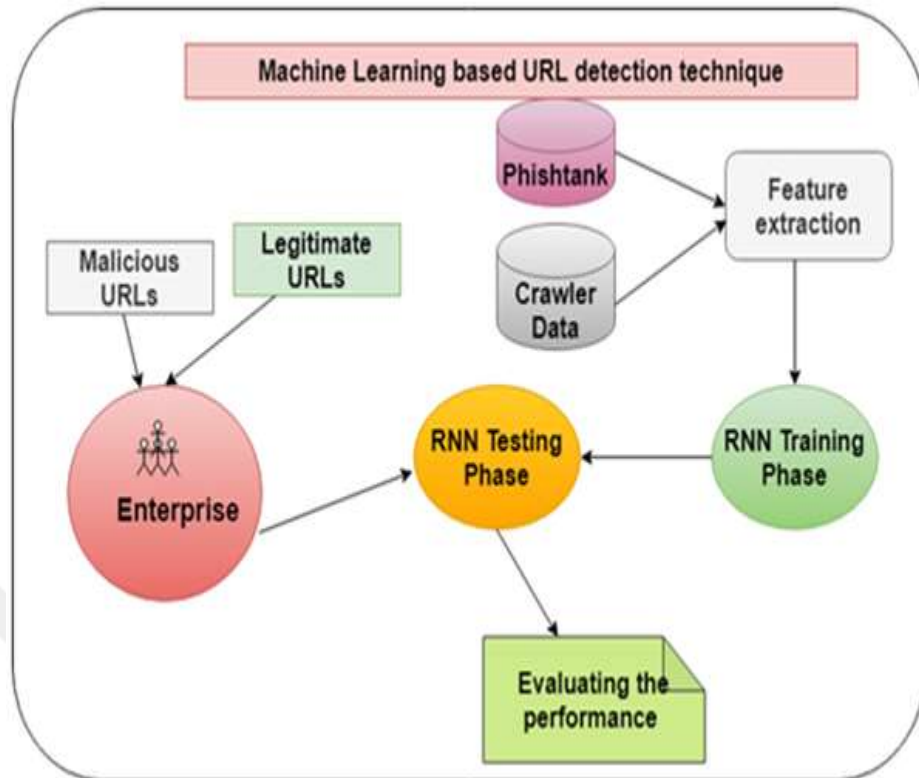 Machine Learning based URL detection technique
Phishtank
Feature
extraction
Legitimate
URLs
Malicious
URLs
Crawler
Data
Enterprise
RNN Testing
Phase
RNN Training
Phase
Evaluating the
performance